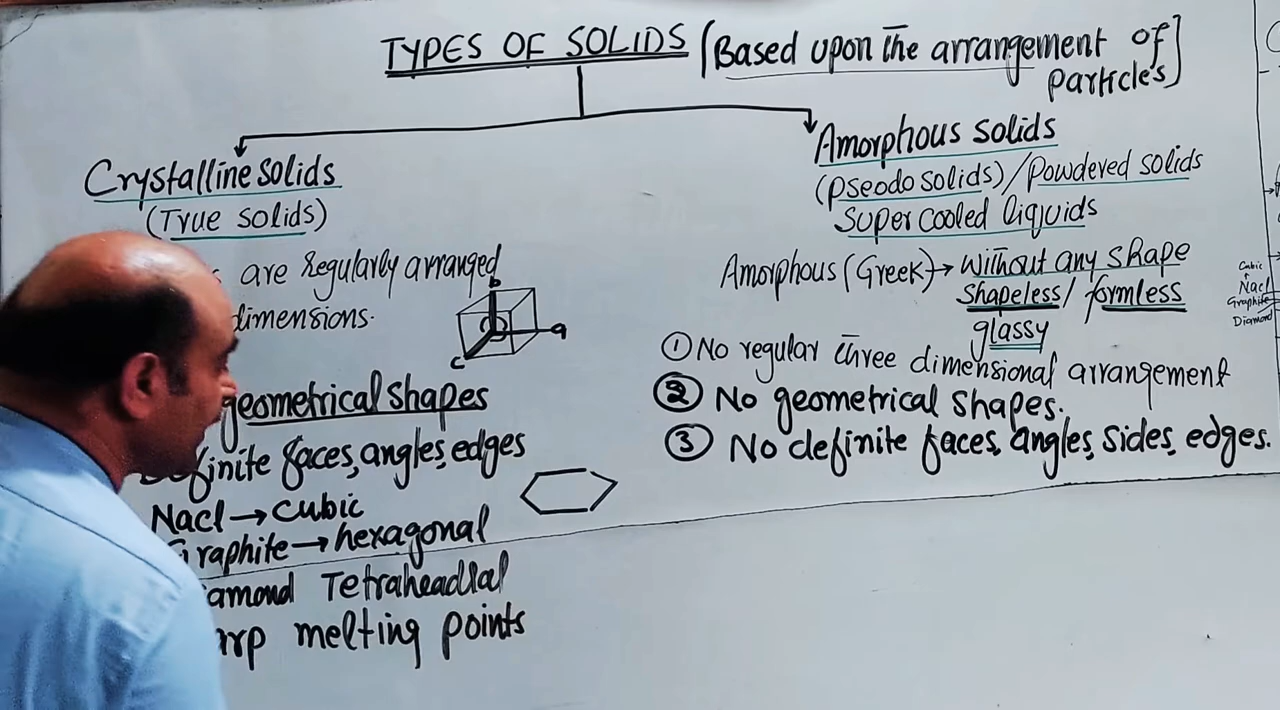 TYPES OF SOLIDS [Based upon the arrangement of
particles]
Crystalline solids
(True solids)
are regularly arranged
dimensions.
b
a
c
geometrical shapes
Definite faces, angles, edges
Nacl → cubic
Graphite → hexagonal
amond Tetraheadral
arp melting points
Amorphous solids
(Pseodo solids) / Powdered solids
Super cooled liquids
Amorphous (Greek) → without any shape
shapeless / formless
glassy
① No regular three dimensional arrangement
② No geometrical shapes.
③ No definite faces, angles, sides, edges.
Cubic
Nacl
Graphite
Diamond